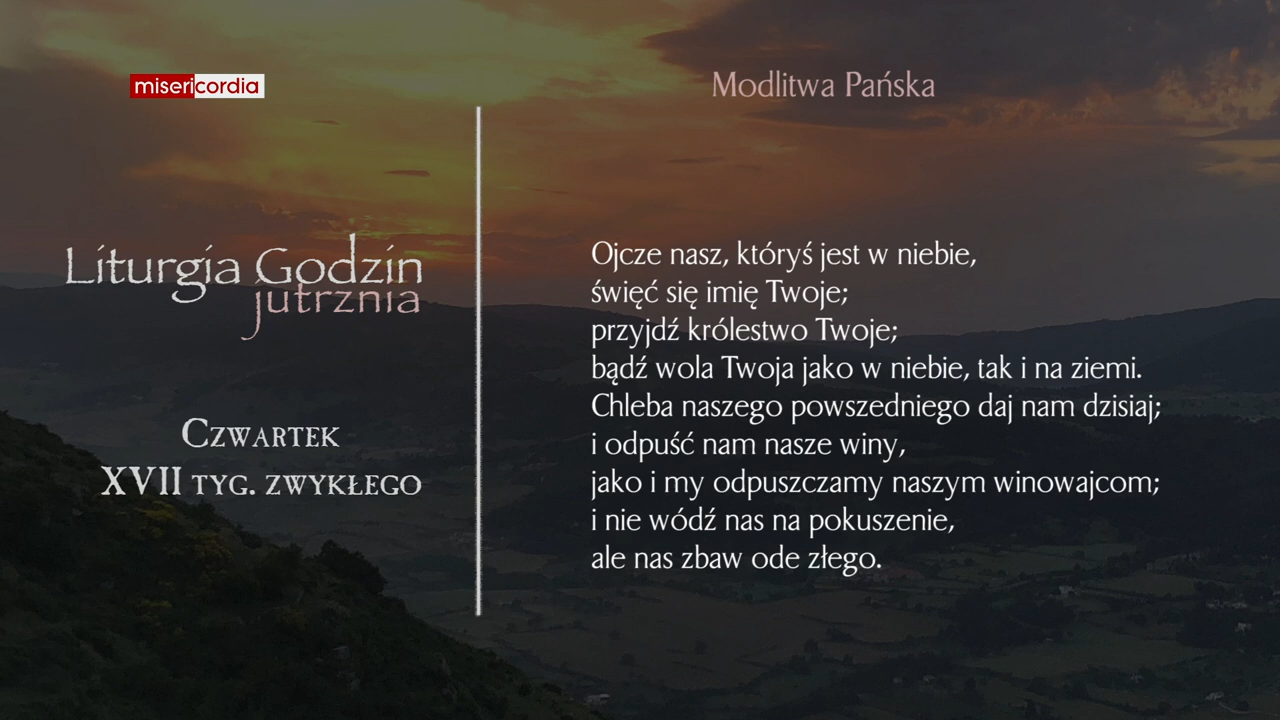 misericordia
Liturgia Godzin
jutrznia
Czwartek
XVII tyg. zwykłego
Modlitwa Pańska
Ojcze nasz, któryś jest w niebie,
święć się imię Twoje;
przyjdź królestwo Twoje;
bądź wola Twoja jako w niebie, tak i na ziemi.
Chleba naszego powszedniego daj nam dzisiaj;
i odpuść nam nasze winy,
jako i my odpuszczamy naszym winowajcom;
i nie wódź nas na pokuszenie,
ale nas zbaw ode złego.